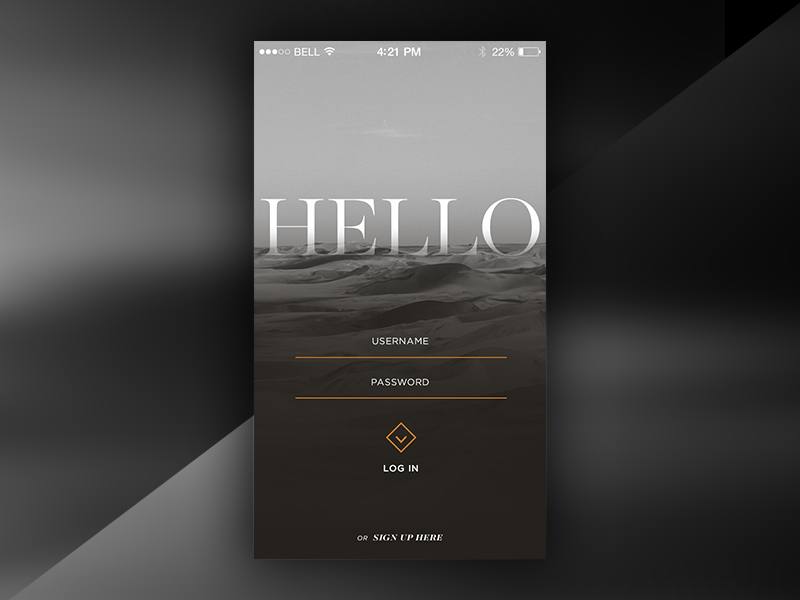 BELL 4:21 PM 22%
HELLO
USERNAME
PASSWORD
LOG IN
OR SIGN UP HERE